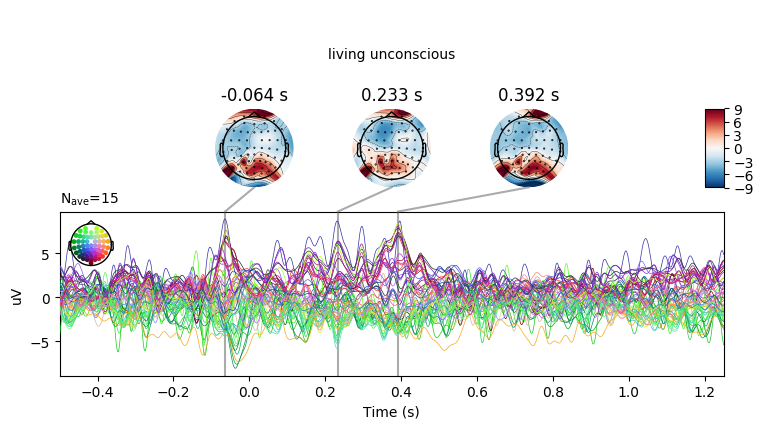 living unconscious
-0.064 s 0.233 s 0.392 s
9
6
3
0
−3
−6
−9
Nave=15
5
0
−5
uV
−0.4 −0.2 0.0 0.2 0.4 0.6 0.8 1.0 1.2
Time (s)